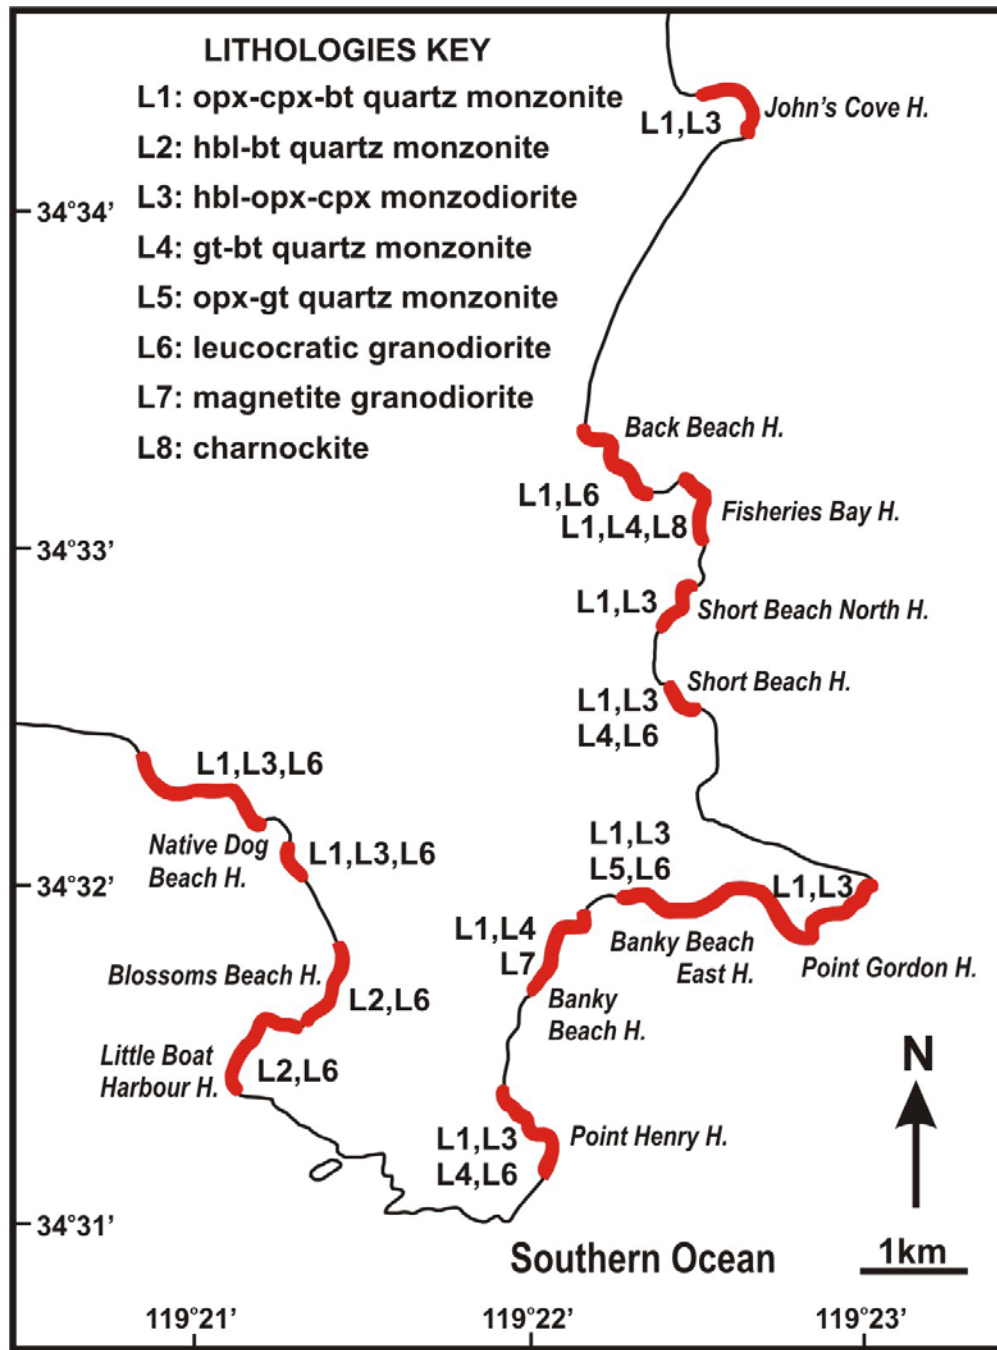 LITHOLOGIES KEY
L1: opx-cpx-bt quartz monzonite
L2: hbl-bt quartz monzonite
L3: hbl-opx-cpx monzodiorite
L4: gt-bt quartz monzonite
L5: opx-gt quartz monzonite
L6: leucocratic granodiorite
L7: magnetite granodiorite
L8: charnockite
John's Cove H.
L1,L3
34°34'
Back Beach H.
L1,L6
L1,L4,L8
Fisheries Bay H.
34°33'
L1,L3
Short Beach North H.
Short Beach H.
L1,L3
L4,L6
L1,L3,L6
Native Dog
Beach H.
L1,L3,L6
34°32'
L1,L3
L5,L6
L1,L3
Banky Beach
East H.
Point Gordon H.
L1,L4
L7
Banky
Beach H.
Blossoms Beach H.
L2,L6
Little Boat
Harbour H.
L2,L6
L1,L3
L4,L6
Point Henry H.
N
34°31'
Southern Ocean
1km
119°21'
119°22'
119°23'